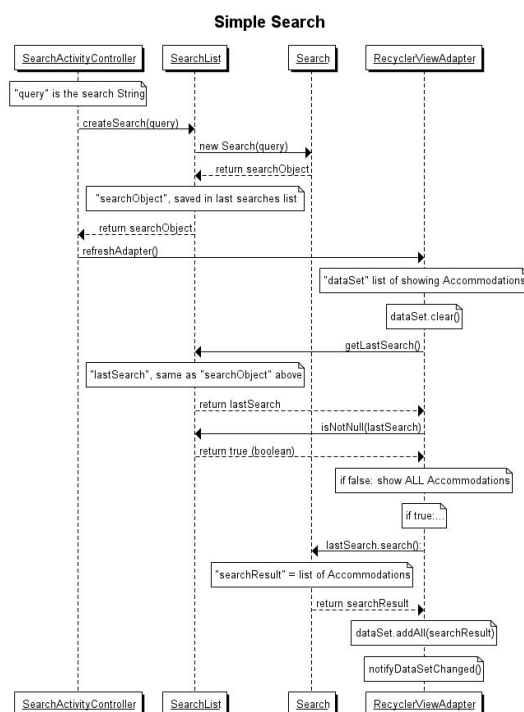 Simple Search
SearchActivityController SearchList Search RecyclerViewAdapter
"query" is the search String
createSearch(query)
new Search(query)
return searchObject
"searchObject", saved in last searches list
return searchObject
refreshAdapter()
"dataSet" list of showing Accommodations
dataSet.clear()
getLastSearch()
"lastSearch", same as "searchObject" above
return lastSearch
isNotNull(lastSearch)
return true (boolean)
if false: show ALL Accommodations
if true:...
lastSearch.search():
"searchResult" = list of Accommodations
return searchResult
dataSet.addAll(searchResult)
notifyDataSetChanged()
SearchActivityController SearchList Search RecyclerViewAdapter